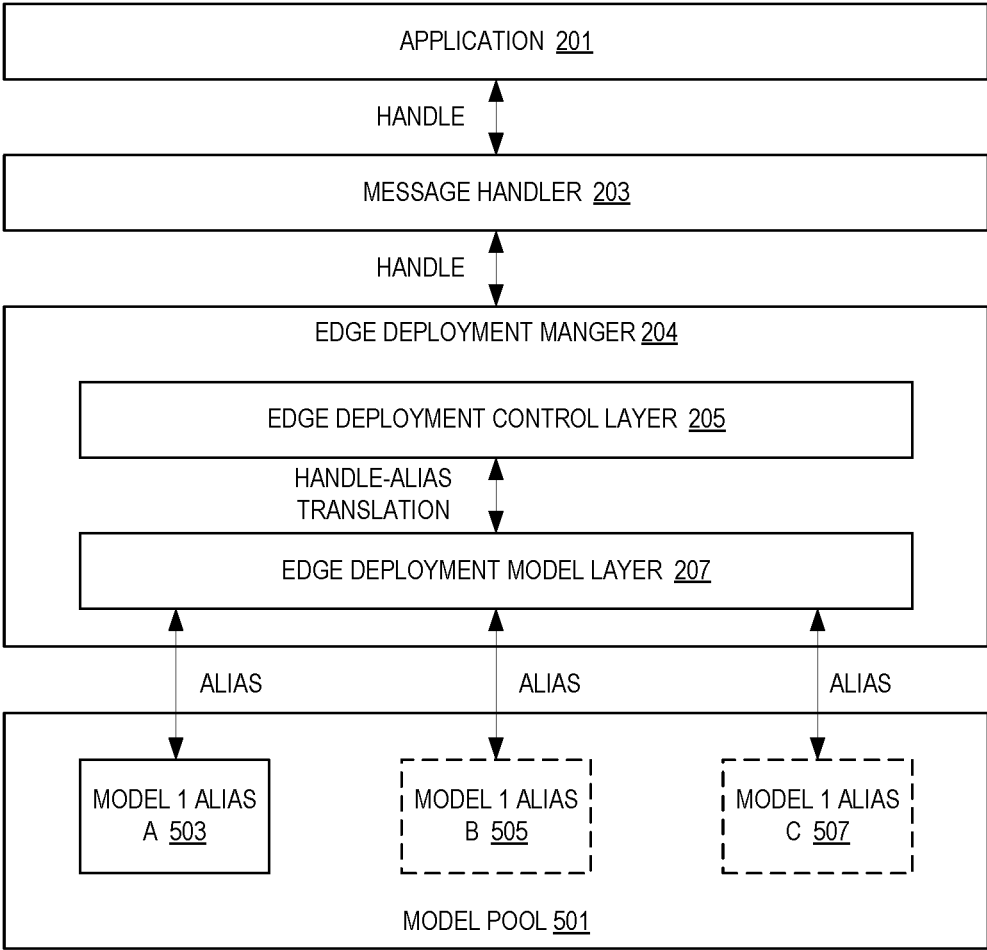 APPLICATION 201
HANDLE
MESSAGE HANDLER 203
HANDLE
EDGE DEPLOYMENT MANGER 204
EDGE DEPLOYMENT CONTROL LAYER 205
HANDLE-ALIAS
TRANSLATION
EDGE DEPLOYMENT MODEL LAYER 207
ALIAS
ALIAS
ALIAS
MODEL 1 ALIAS
A 503
MODEL 1 ALIAS
B 505
MODEL 1 ALIAS
C 507
MODEL POOL 501